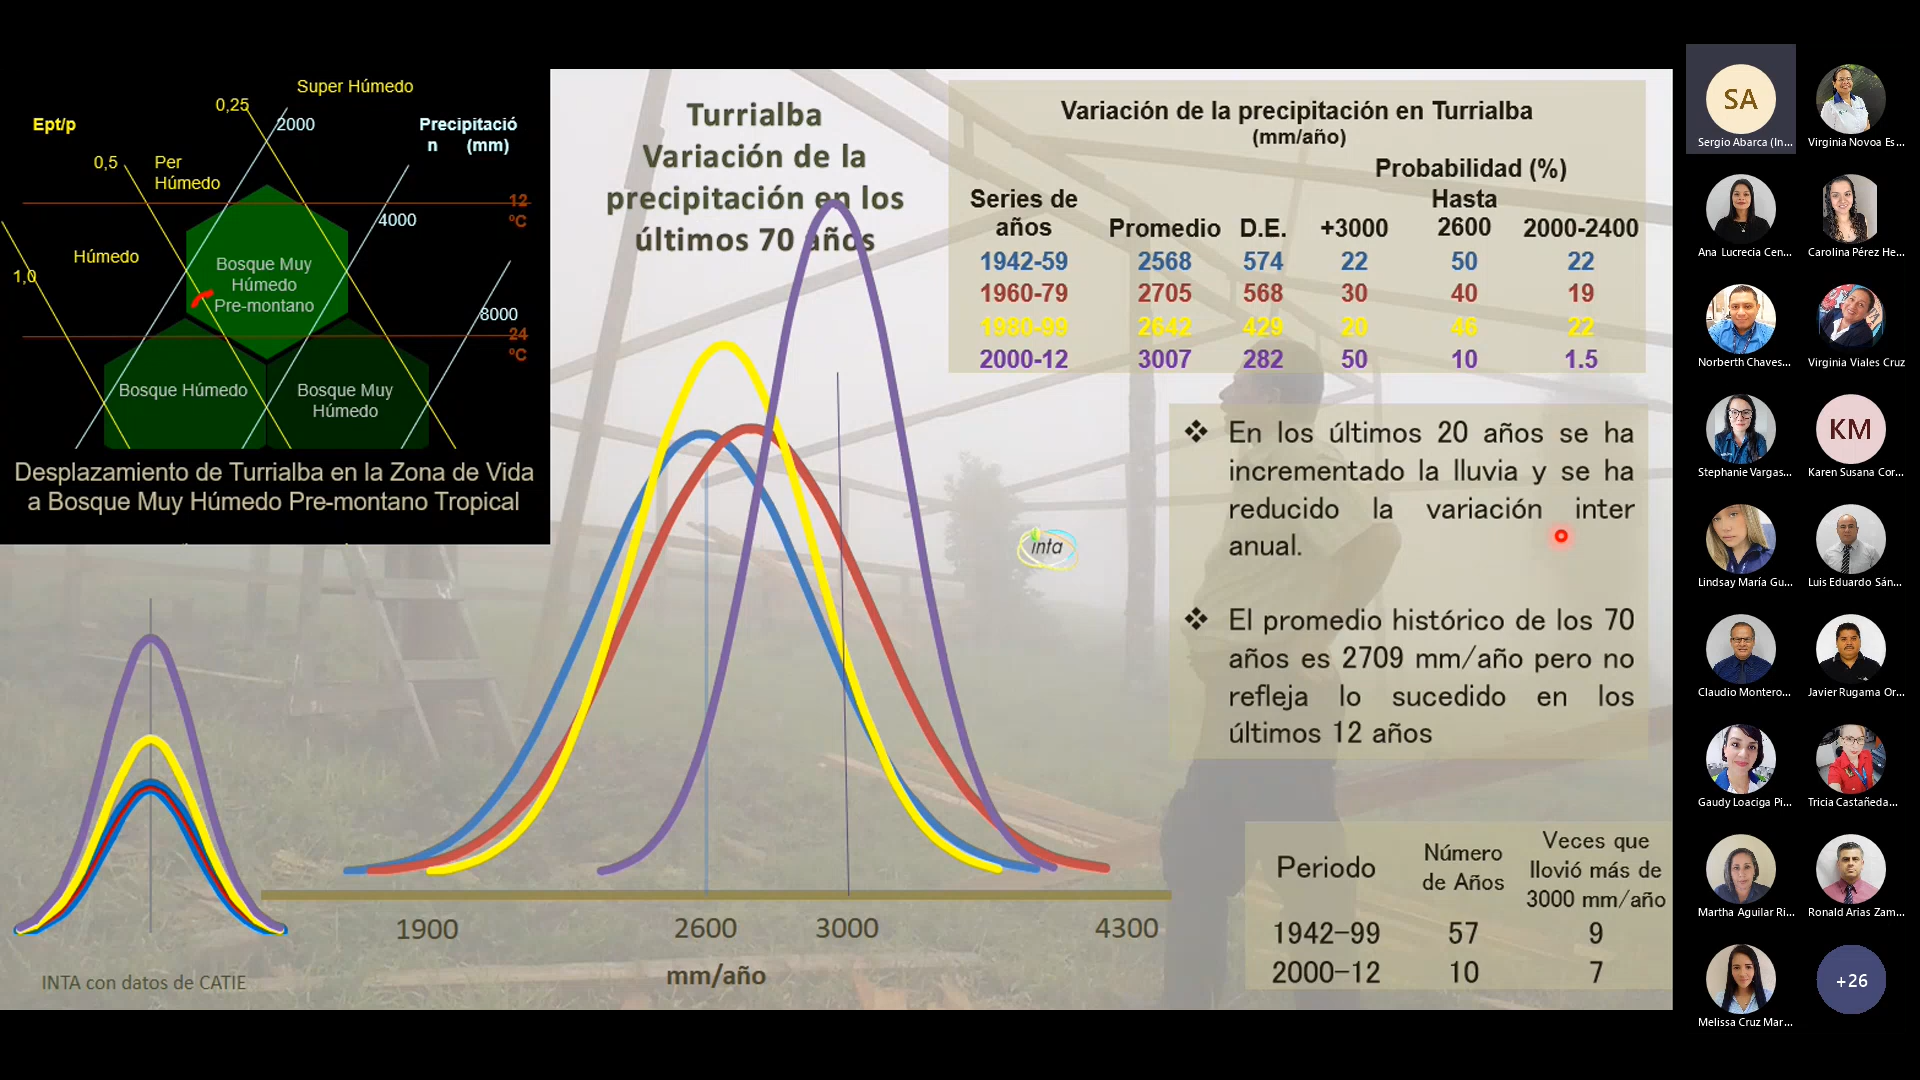 Super Húmedo
0,25
2000
Ept/p
Precipitació
n (mm)
0,5
Per
Húmedo
12
ºC
4000
Húmedo
1,0
Bosque Muy
Húmedo
Pre-montano
8000
24
ºC
Bosque Húmedo
Bosque Muy
Húmedo
Desplazamiento de Turrialba en la Zona de Vida
a Bosque Muy Húmedo Pre-montano Tropical
Turrialba
Variación de la
precipitación en los
últimos 70 años
Variación de la precipitación en Turrialba
(mm/año)
Probabilidad (%)
Series de años Promedio D.E. +3000 Hasta 2600 2000-2400
1942-59 2568 574 22 50 22
1960-79 2705 568 30 40 19
1980-99 2642 429 20 46 22
2000-12 3007 282 50 10 1.5
❖ En los últimos 20 años se ha
incrementado la lluvia y se ha
reducido la variación inter
anual.
❖ El promedio histórico de los 70
años es 2709 mm/año pero no
refleja lo sucedido en los
últimos 12 años
inta
1900 2600 3000 4300
mm/año
INTA con datos de CATIE
Periodo Número de Años Veces que llovió más de 3000 mm/año
1942-99 57 9
2000-12 10 7
SA
Sergio Abarca (In...
Virginia Novoa Es...
Ana Lucrecia Cen...
Carolina Pérez He...
Norberth Chaves...
Virginia Viales Cruz
Stephanie Vargas...
KM
Karen Susana Cor...
Lindsay María Gu...
Luis Eduardo Sán...
Claudio Montero...
Javier Rugama Or...
Gaudy Loaciga Pi...
Tricia Castañeda...
Martha Aguilar Ri...
Ronald Arias Zam...
Melissa Cruz Mar...
+26